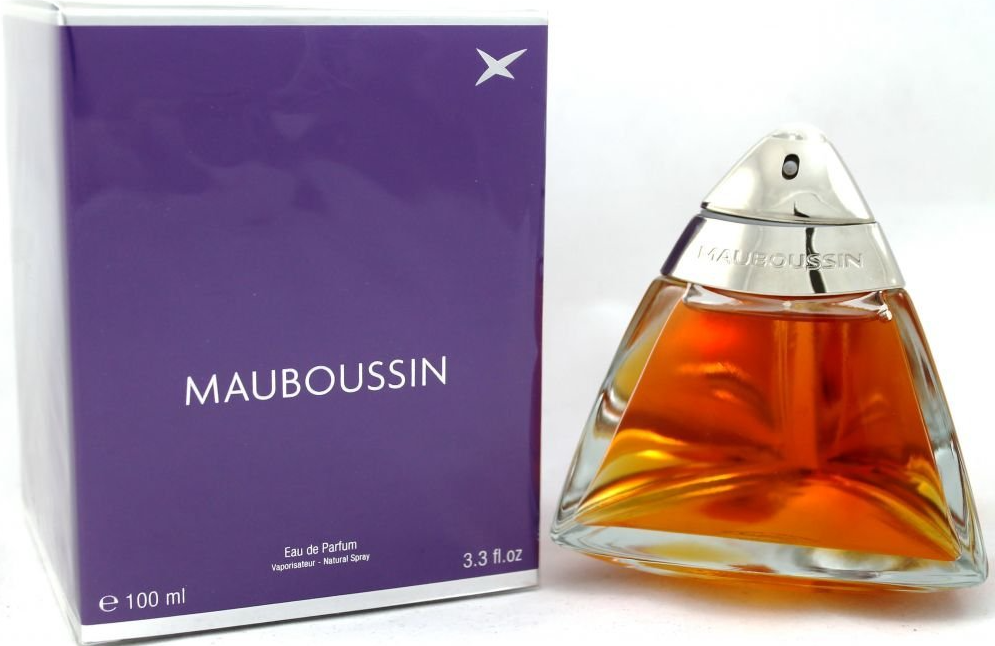 MAUBOUSSIN
Eau de Parfum
Vaporisateur - Natural Spray
℮ 100 ml
3.3 fl.oz
MAUBOUSSIN